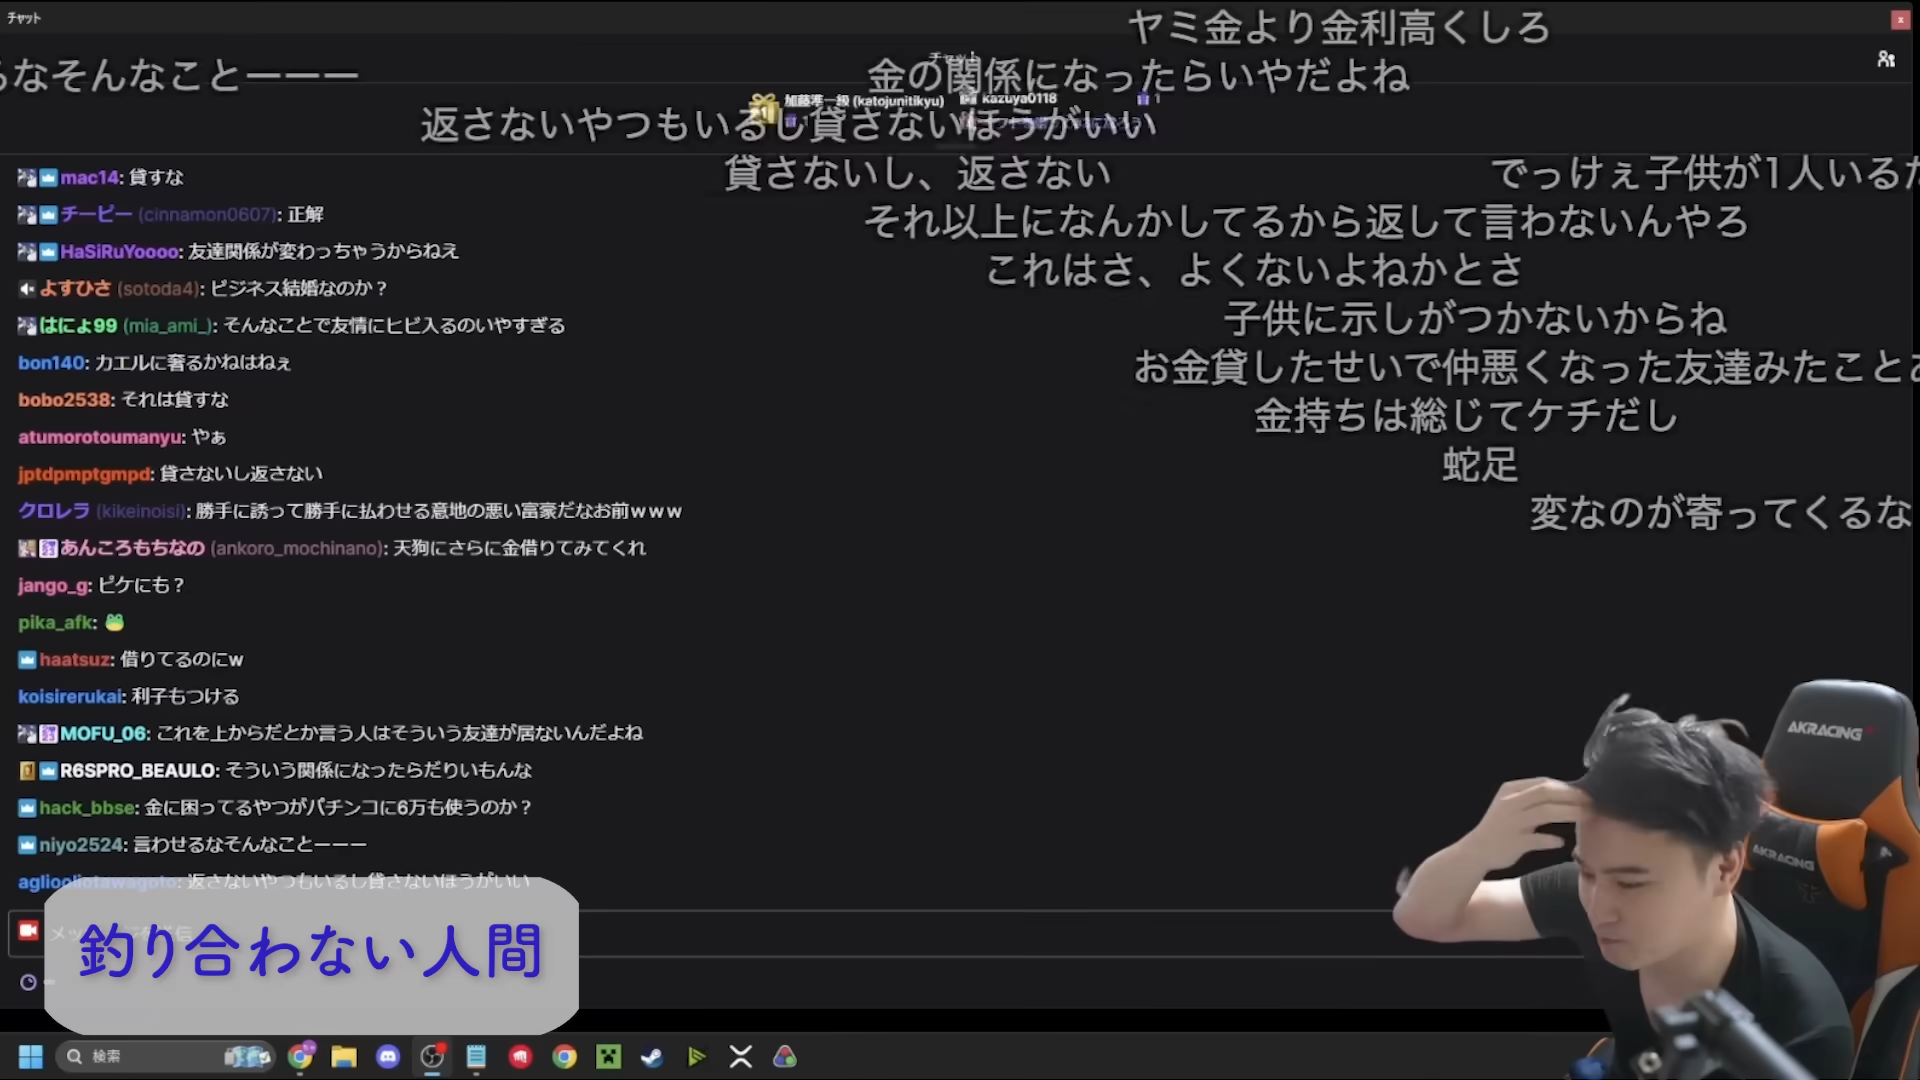 チャット
ヤミ金より金利高くしろ
なそんなことーーー
金の関係になったらいやだよね
加藤準一級 (katojunitikyu)
kazuya0118
1
返さないやつもいるし貸さないほうがいい
貸さないし、返さない
でっけぇ子供が1人いる
それ以上になんかしてるから返して言わないんやろ
これはさ、よくないよねかとさ
子供に示しがつかないからね
お金貸したせいで仲悪くなった友達みたこと
金持ちは総じてケチだし
蛇足
変なのが寄ってくるな
mac14: 貸すな
チーピー (cinnamon0607): 正解
HaSiRuYoooo: 友達関係が変わっちゃうからねえ
よすひさ (sotoda4): ビジネス結婚なのか？
はにょ99 (mia_ami_): そんなことで友情にヒビ入るのいやすぎる
bon140: カエルに奢るかねはねぇ
bobo2538: それは貸すな
atumorotoumanyu: やぁ
jptdpmptgmpd: 貸さないし返さない
クロレラ (kikeinoisi): 勝手に誘って勝手に払わせる意地の悪い富豪だなお前ｗｗｗ
あんころもちなの (ankoro_mochinano): 天狗にさらに金借りてみてくれ
jango_g: ピケにも？
pika_afk: 🐸
haatsuz: 借りてるのにw
koisirerukai: 利子もつける
MOFU_06: これを上からだとか言う人はそういう友達が居ないんだよね
R6SPRO_BEAULO: そういう関係になったらだりいもんな
hack_bbse: 金に困ってるやつがパチンコに6万も使うのか？
niyo2524: 言わせるなそんなことーーー
agliooliotawagoto: 返さないやつもいるし貸さないほうがいい
釣り合わない人間
検索
AKRACING
AKRACING